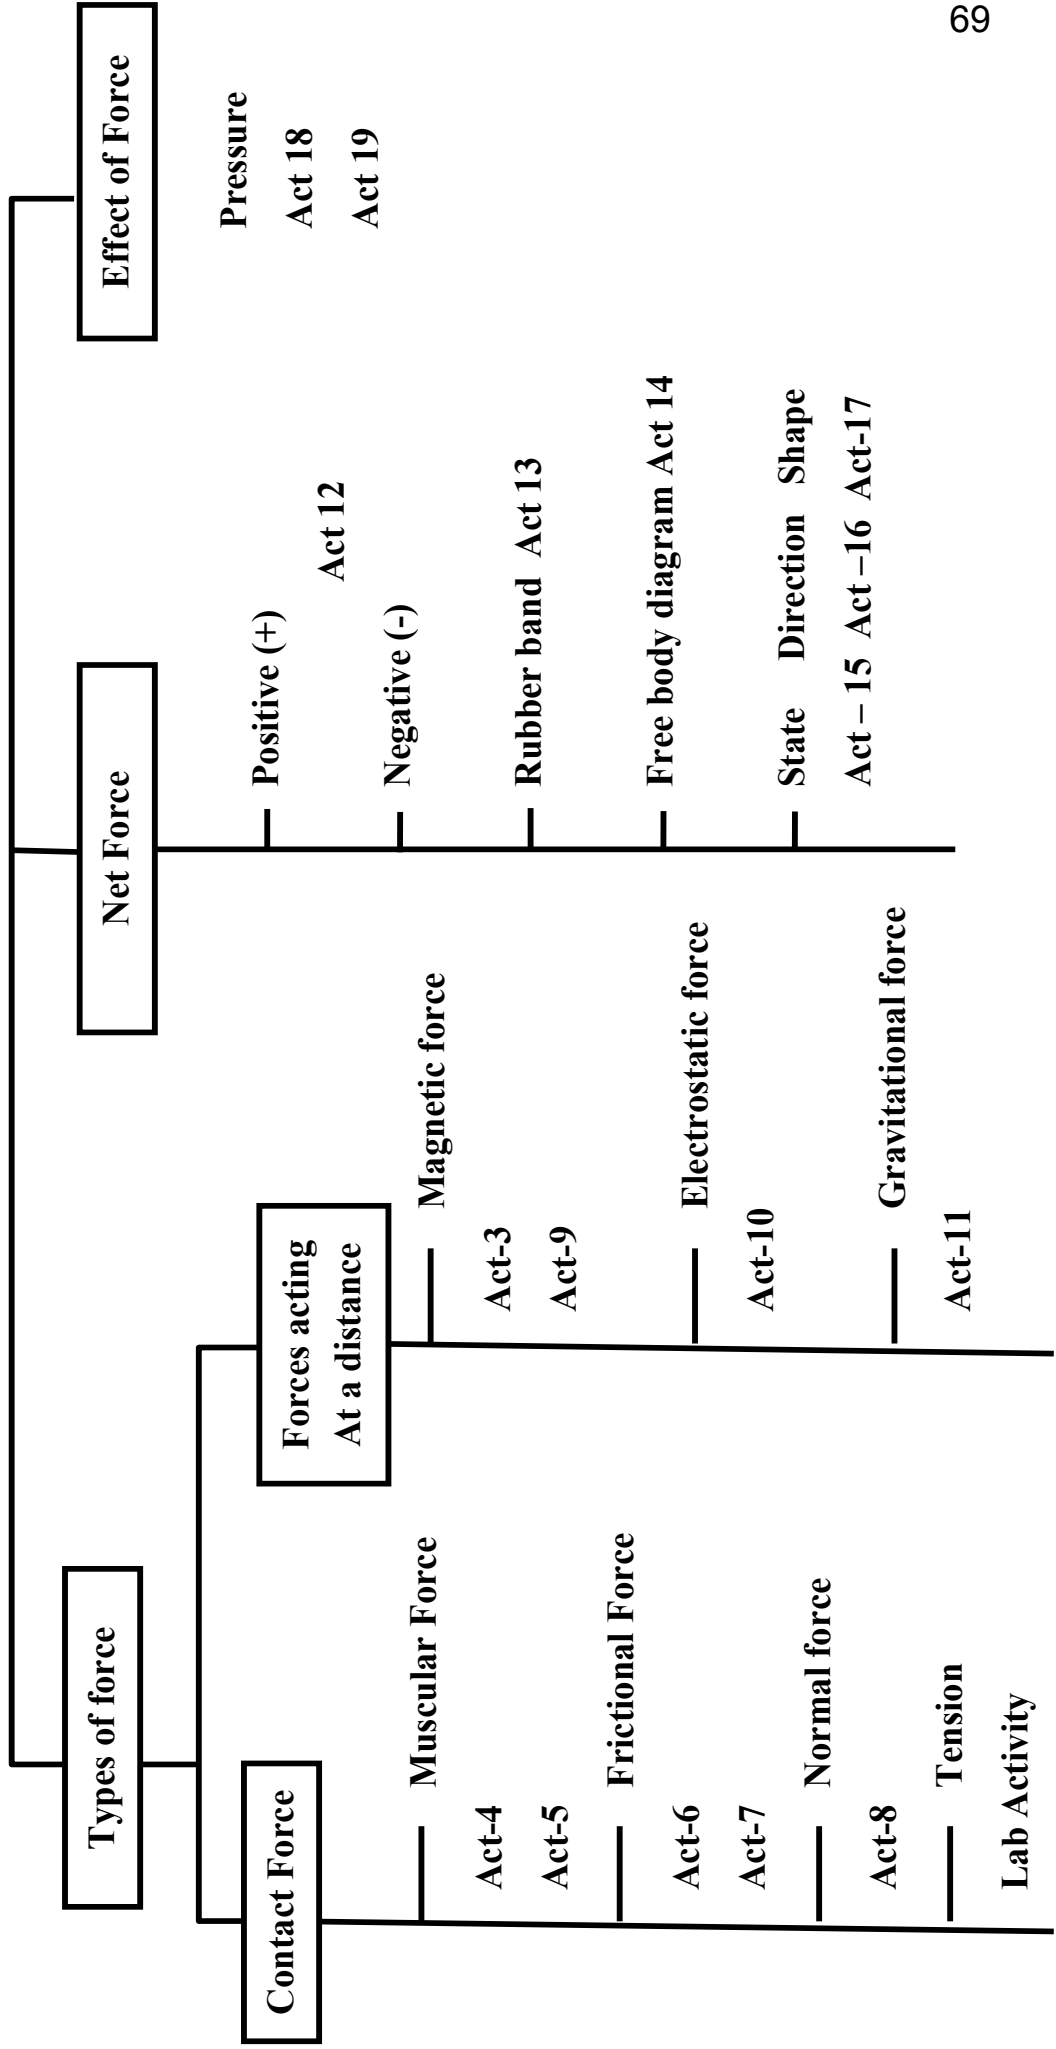 Types of force
Net Force
Effect of Force
Contact Force
Forces acting
At a distance
Muscular Force
Act-4
Act-5
Frictional Force
Act-6
Act-7
Normal force
Act-8
Tension
Lab Activity
Magnetic force
Act-3
Act-9
Electrostatic force
Act-10
Gravitational force
Act-11
Positive (+)
Act 12
Negative (-)
Rubber band Act 13
Free body diagram Act 14
State Direction Shape
Act – 15 Act –16 Act-17
Pressure
Act 18
Act 19
69